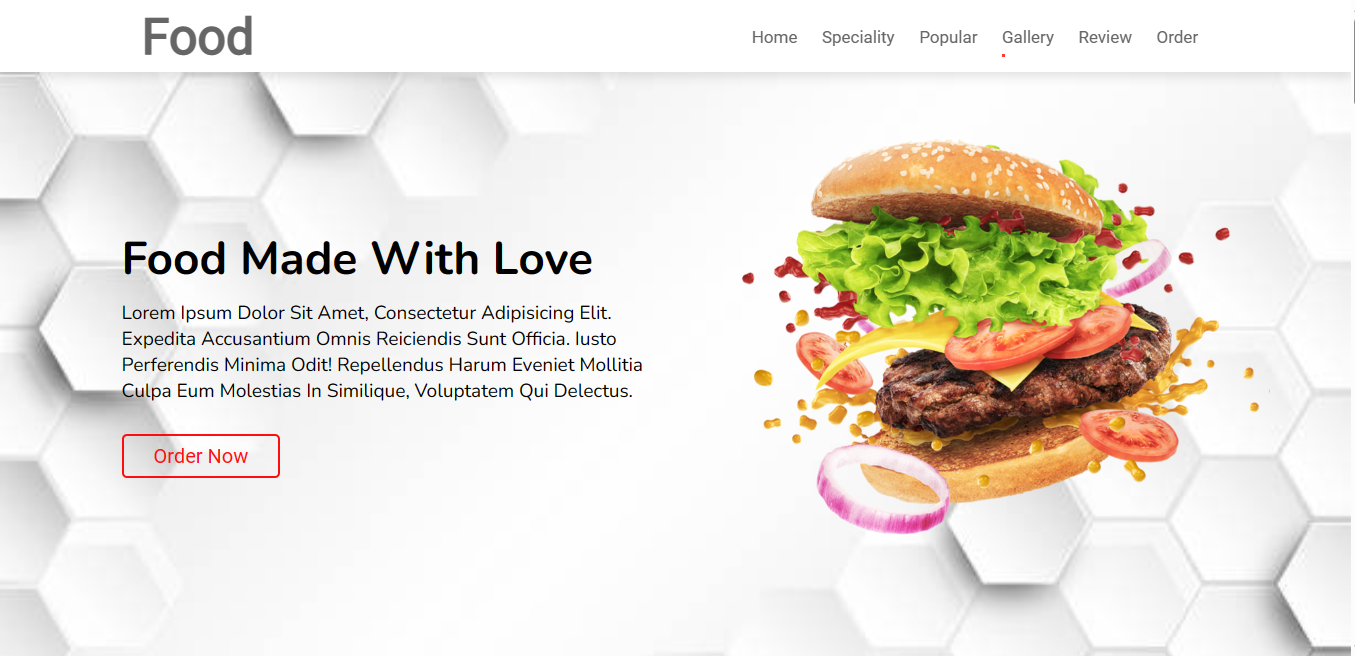 Food
Home Speciality Popular Gallery Review Order
Food Made With Love
Lorem Ipsum Dolor Sit Amet, Consectetur Adipisicing Elit.
Expedita Accusantium Omnis Reiciendis Sunt Officia. Iusto
Perferendis Minima Odit! Repellendus Harum Eveniet Mollitia
Culpa Eum Molestias In Similique, Voluptatem Qui Delectus.
Order Now